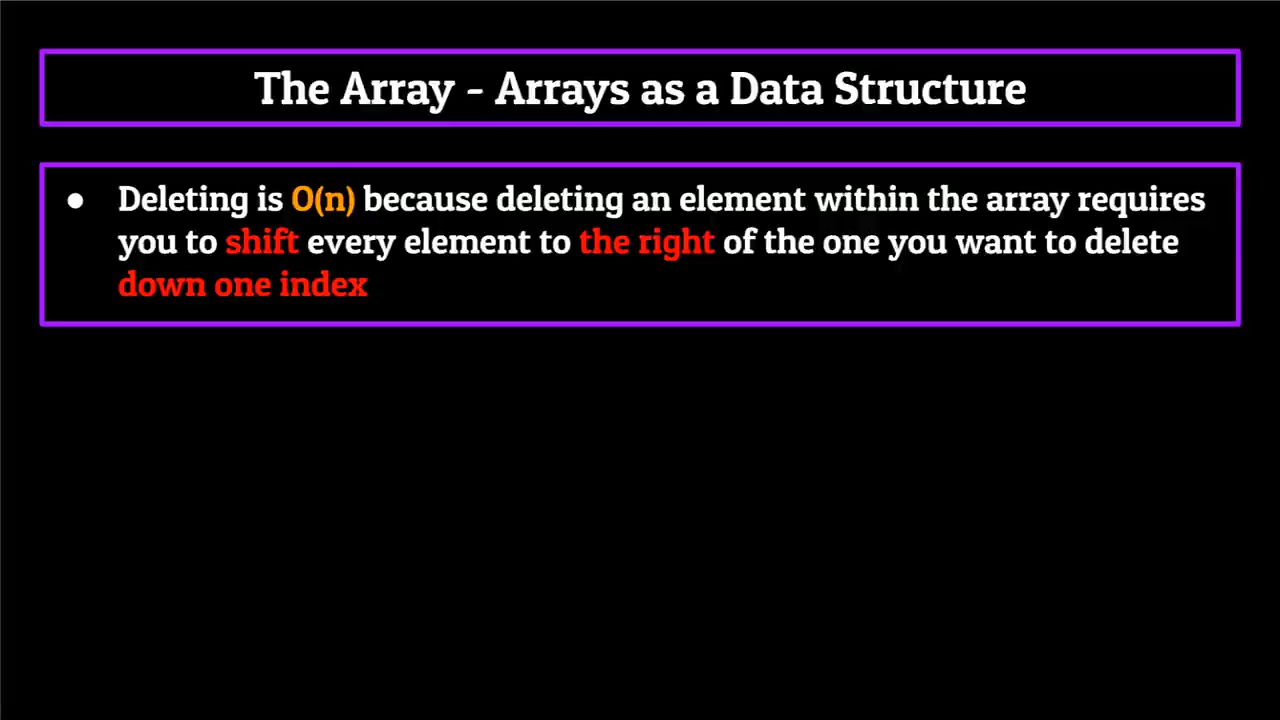 The Array - Arrays as a Data Structure
● Deleting is O(n) because deleting an element within the array requires
you to shift every element to the right of the one you want to delete
down one index